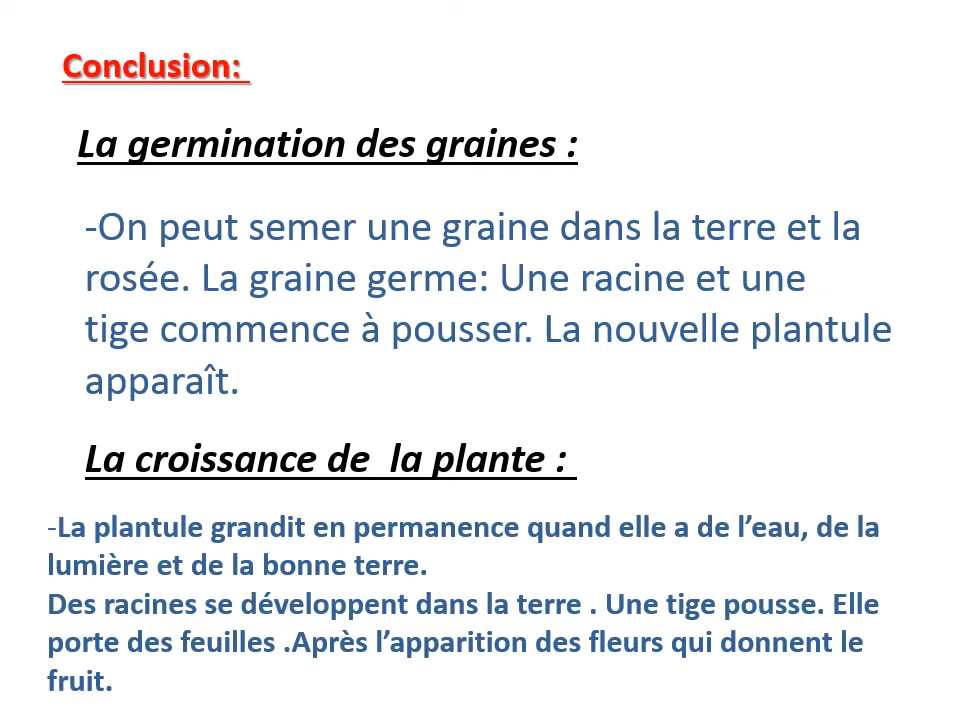 Conclusion:
La germination des graines :
-On peut semer une graine dans la terre et la
rosée. La graine germe: Une racine et une
tige commence à pousser. La nouvelle plantule
apparaît.
La croissance de  la plante :
-La plantule grandit en permanence quand elle a de l’eau, de la
lumière et de la bonne terre.
Des racines se développent dans la terre . Une tige pousse. Elle
porte des feuilles .Après l’apparition des fleurs qui donnent le
fruit.